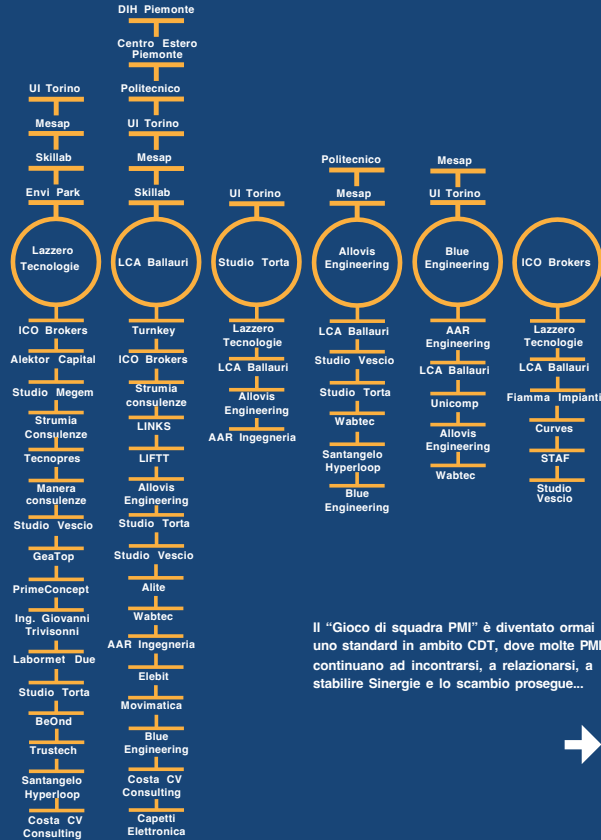 UI Torino
Mesap
Skillab
Envi Park
Lazzero
Tecnologie
ICO Brokers
Alektor Capital
Studio Megem
Strumia
Consulenze
Tecnopres
Manera
consulenze
Studio Vescio
GeaTop
PrimeConcept
Ing. Giovanni
Trivisonni
Labormet Due
Studio Torta
BeOnd
Trustech
Santangelo
Hyperloop
Costa CV
Consulting
DIH Piemonte
Centro Estero
Piemonte
Politecnico
UI Torino
Mesap
Skillab
LCA Ballauri
Turnkey
ICO Brokers
Strumia
consulenze
LINKS
LIFTT
Allovis
Engineering
Studio Torta
Studio Vescio
Alite
Wabtec
AAR Ingegneria
Elebit
Movimatica
Blue
Engineering
Costa CV
Consulting
Capetti
Elettronica
UI Torino
Studio Torta
Lazzero
Tecnologie
LCA Ballauri
Allovis
Engineering
AAR Ingegneria
Politecnico
Mesap
Allovis
Engineering
LCA Ballauri
Studio Vescio
Studio Torta
Wabtec
Santangelo
Hyperloop
Blue
Engineering
Mesap
UI Torino
Blue
Engineering
AAR
Engineering
LCA Ballauri
Unicomp
Allovis
Engineering
Wabtec
ICO Brokers
Lazzero
Tecnologie
LCA Ballauri
Fiamma Impianti
Curves
STAF
Studio
Vescio
Il “Gioco di squadra PMI” è diventato ormai
uno standard in ambito CDT, dove molte PMI
continuano ad incontrarsi, a relazionarsi, a
stabilire Sinergie e lo scambio prosegue...